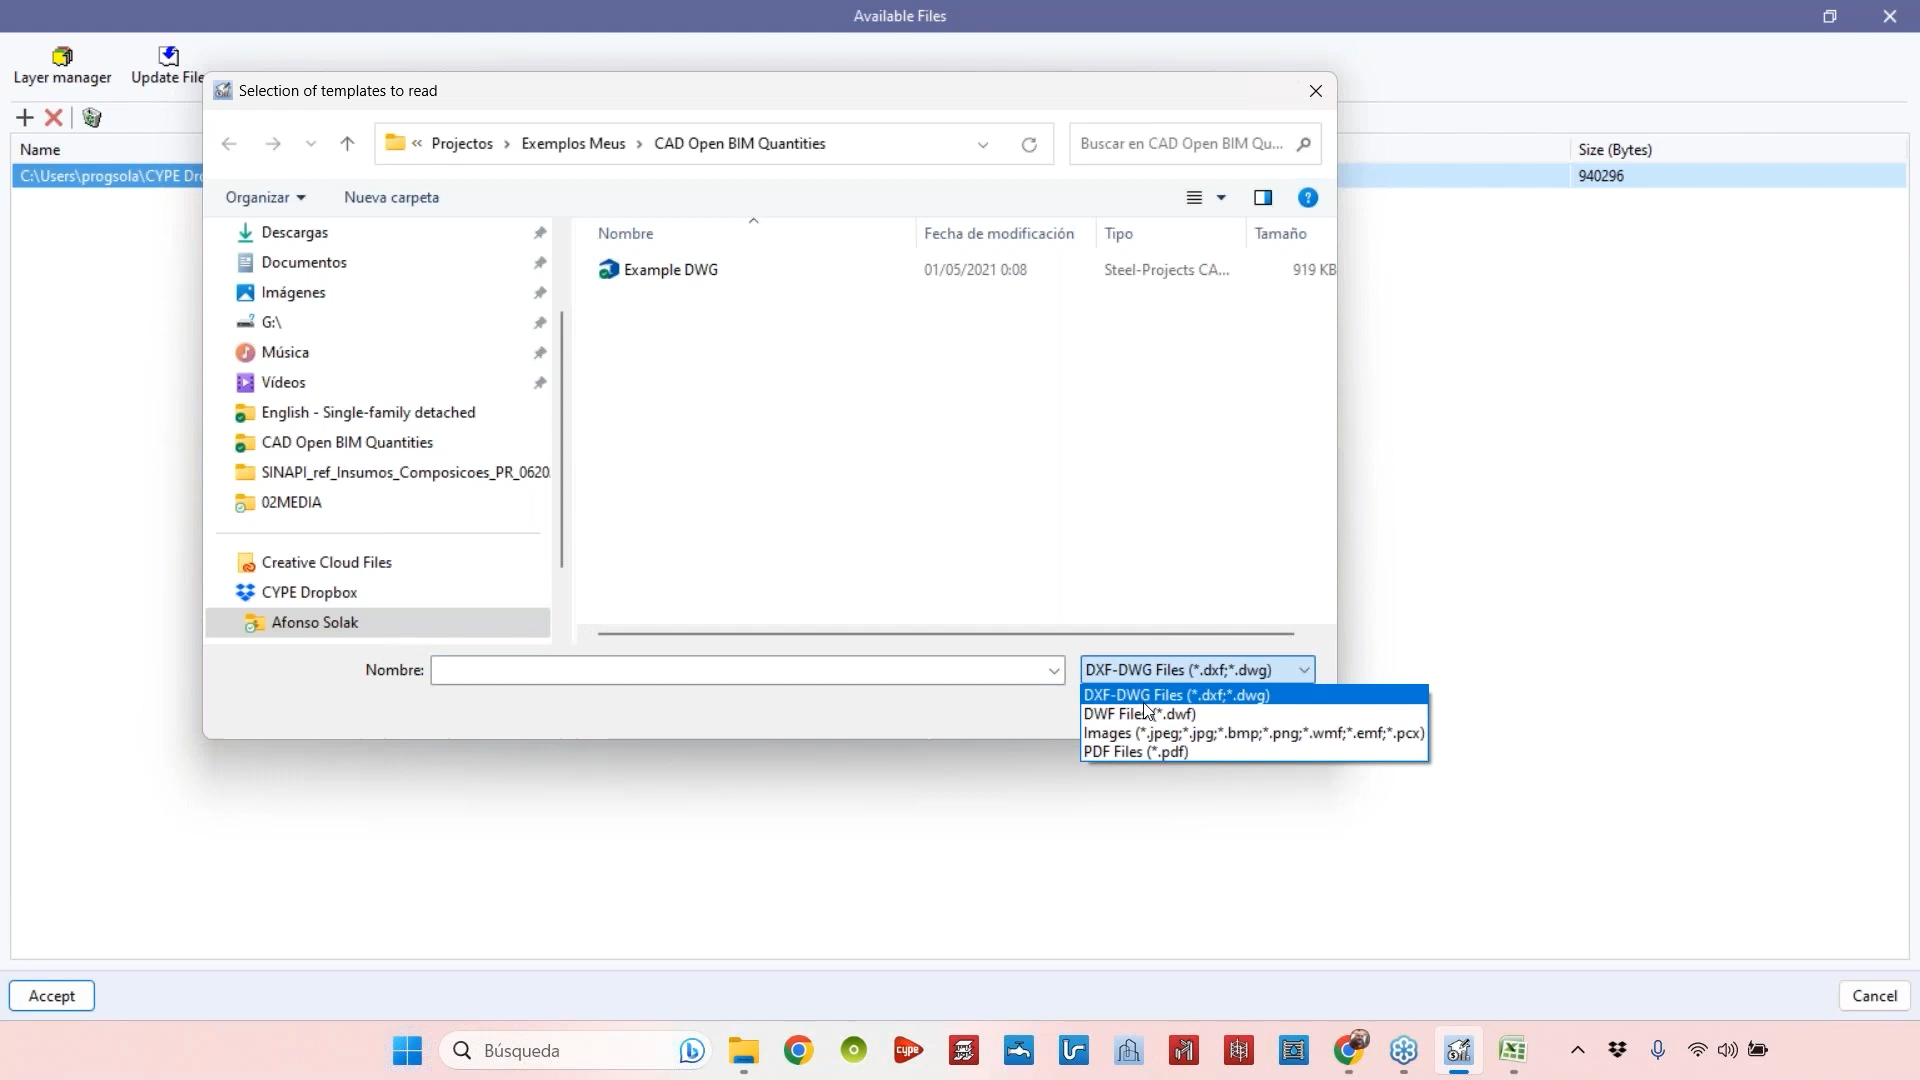 Available Files
Layer manager
Update File
Name
Size (Bytes)
C:\Users\progsola\CYPE Dro
940296
Selection of templates to read
« Projectos › Exemplos Meus › CAD Open BIM Quantities
Buscar en CAD Open BIM Qu...
Organizar
Nueva carpeta
Nombre
Fecha de modificación
Tipo
Tamaño
Example DWG
01/05/2021 0:08
Steel-Projects CA...
919 KB
Descargas
Documentos
Imágenes
G:\
Música
Vídeos
English - Single-family detached
CAD Open BIM Quantities
SINAPI_ref_Insumos_Composicoes_PR_0620
02MEDIA
Creative Cloud Files
CYPE Dropbox
Afonso Solak
Nombre:
DXF-DWG Files (*.dxf;*.dwg)
DXF-DWG Files (*.dxf;*.dwg)
DWF Files (*.dwf)
Images (*.jpeg;*.jpg;*.bmp;*.png;*.wmf;*.emf;*.pcx)
PDF Files (*.pdf)
Accept
Cancel
Búsqueda
cype